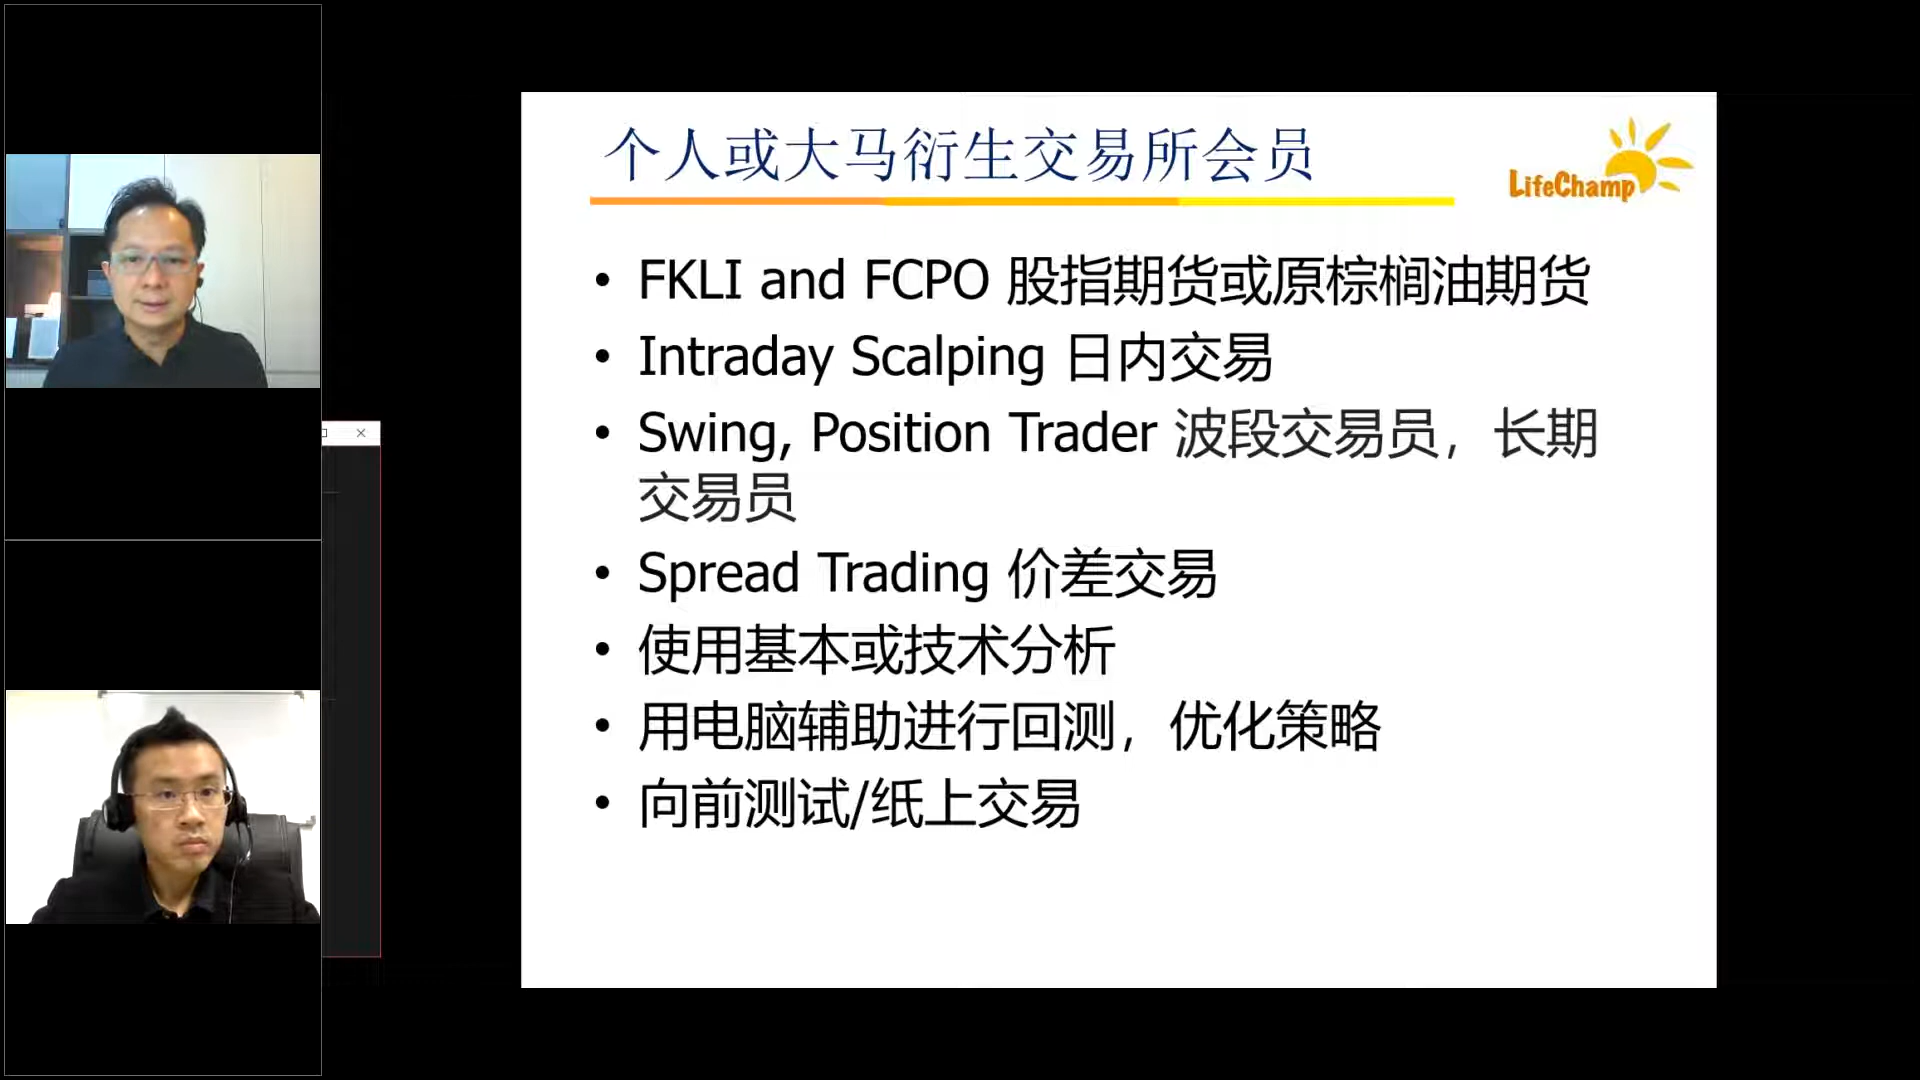 个人或大马衍生交易所会员
LifeChamp
• FKLI and FCPO 股指期货或原棕榈油期货
• Intraday Scalping 日内交易
• Swing, Position Trader 波段交易员，长期
交易员
• Spread Trading 价差交易
• 使用基本或技术分析
• 用电脑辅助进行回测，优化策略
• 向前测试/纸上交易